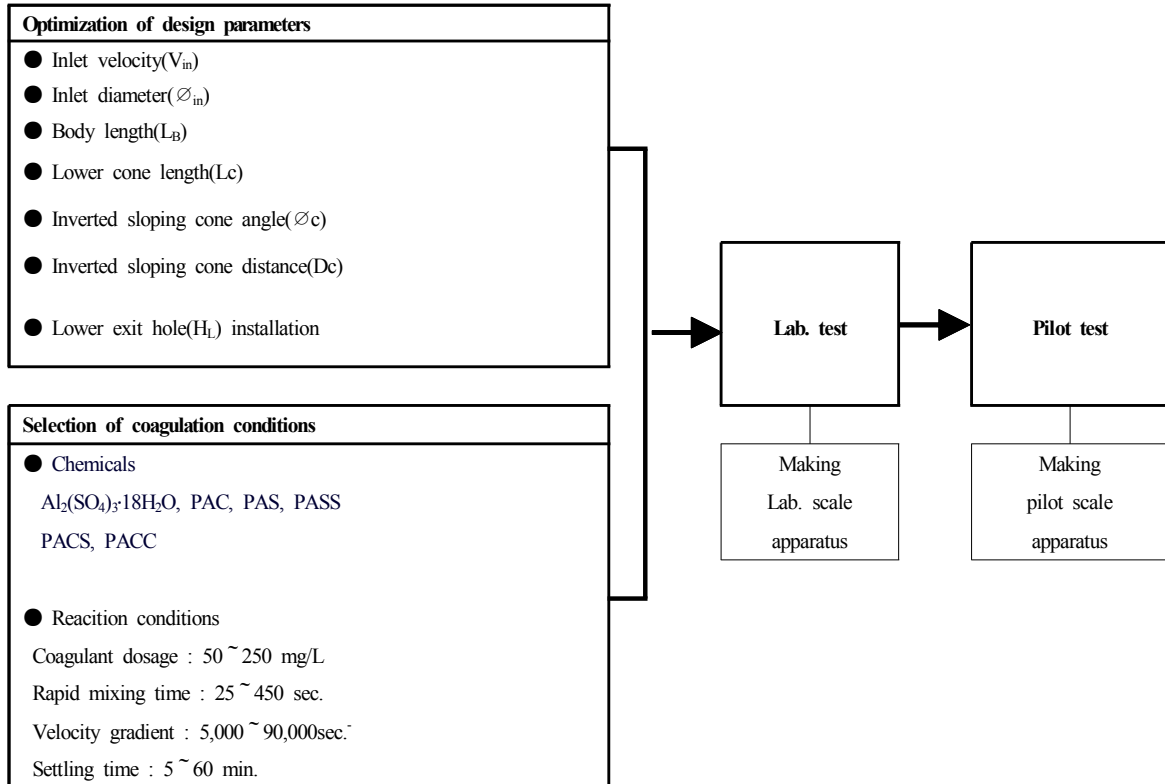 Optimization of design parameters
● Inlet velocity(Vin)
● Inlet diameter(∅in)
● Body length(LB)
● Lower cone length(Lc)
● Inverted sloping cone angle(∅c)
● Inverted sloping cone distance(Dc)
● Lower exit hole(HL) installation
Selection of coagulation conditions
● Chemicals
Al2(SO4)3·18H2O, PAC, PAS, PASS
PACS, PACC
● Reacition conditions
Coagulant dosage : 50 ~ 250 mg/L
Rapid mixing time : 25 ~ 450 sec.
Velocity gradient : 5,000 ~ 90,000sec.-
Settling time : 5 ~ 60 min.
Lab. test
Making
Lab. scale
apparatus
Pilot test
Making
pilot scale
apparatus